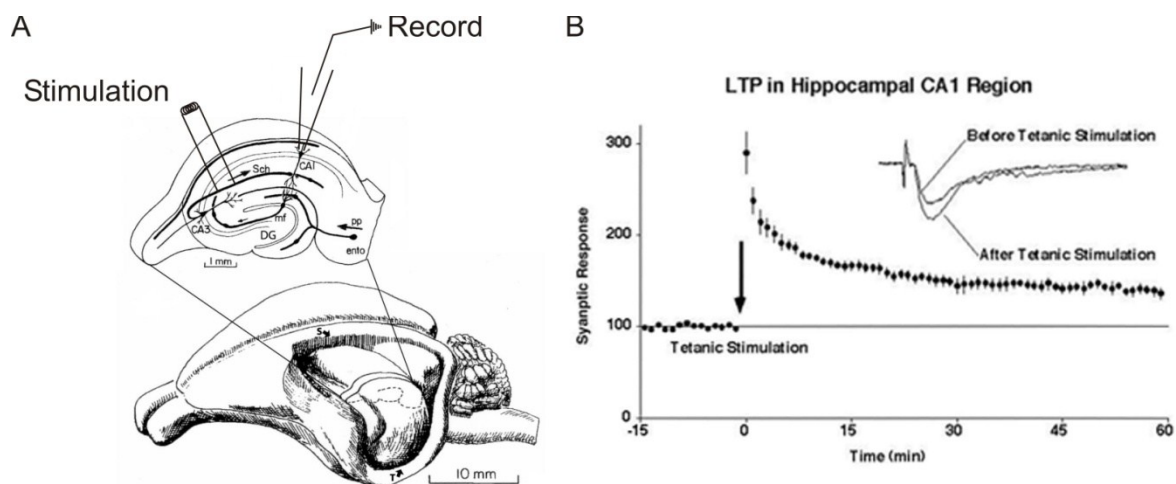 A
Record
Stimulation
Sch
CA1
CA3
mf
DG
pp
ento
1 mm
S
T
10 mm
B
LTP in Hippocampal CA1 Region
300
200
100
0
Syanptic Response
Before Tetanic Stimulation
After Tetanic Stimulation
Tetanic Stimulation
-15
0
15
30
45
60
Time (min)